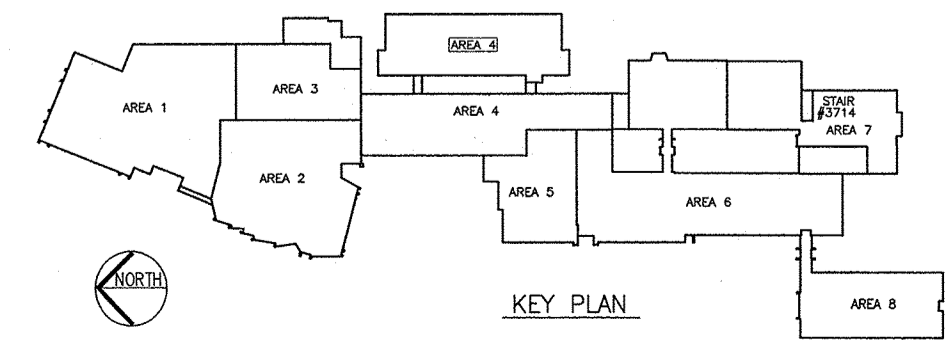 AREA 4
AREA 1
AREA 3
AREA 4
STAIR
#3714
AREA 7
AREA 2
AREA 5
AREA 6
NORTH
KEY PLAN
AREA 8